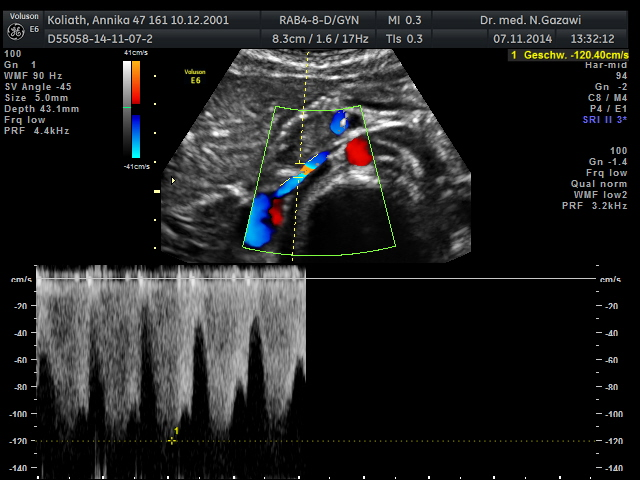 Voluson E6
Koliath, Annika 47 161 10.12.2001 RAB4-8-D/GYN MI 0.3 Dr. med. N.Gazawi
D55058-14-11-07-2 8.3cm / 1.6 / 17Hz TIs 0.3 07.11.2014 13:32:12
1 Geschw. -120.40cm/s
100
Gn 1
WMF 90 Hz
SV Angle -45
Size 5.0mm
Depth 43.1mm
Frq low
PRF 4.4kHz
41cm/s
-41cm/s
Voluson
E6
Har-mid
94
Gn -2
C8 / M4
P4 / E1
SRI II 3*
100
Gn -1.4
Frq low
Qual norm
WMF low2
PRF 3.2kHz
cm/s cm/s
-20 -20
-40 -40
-60 -60
-80 -80
-100 -100
1
-120 -120
-140 -140